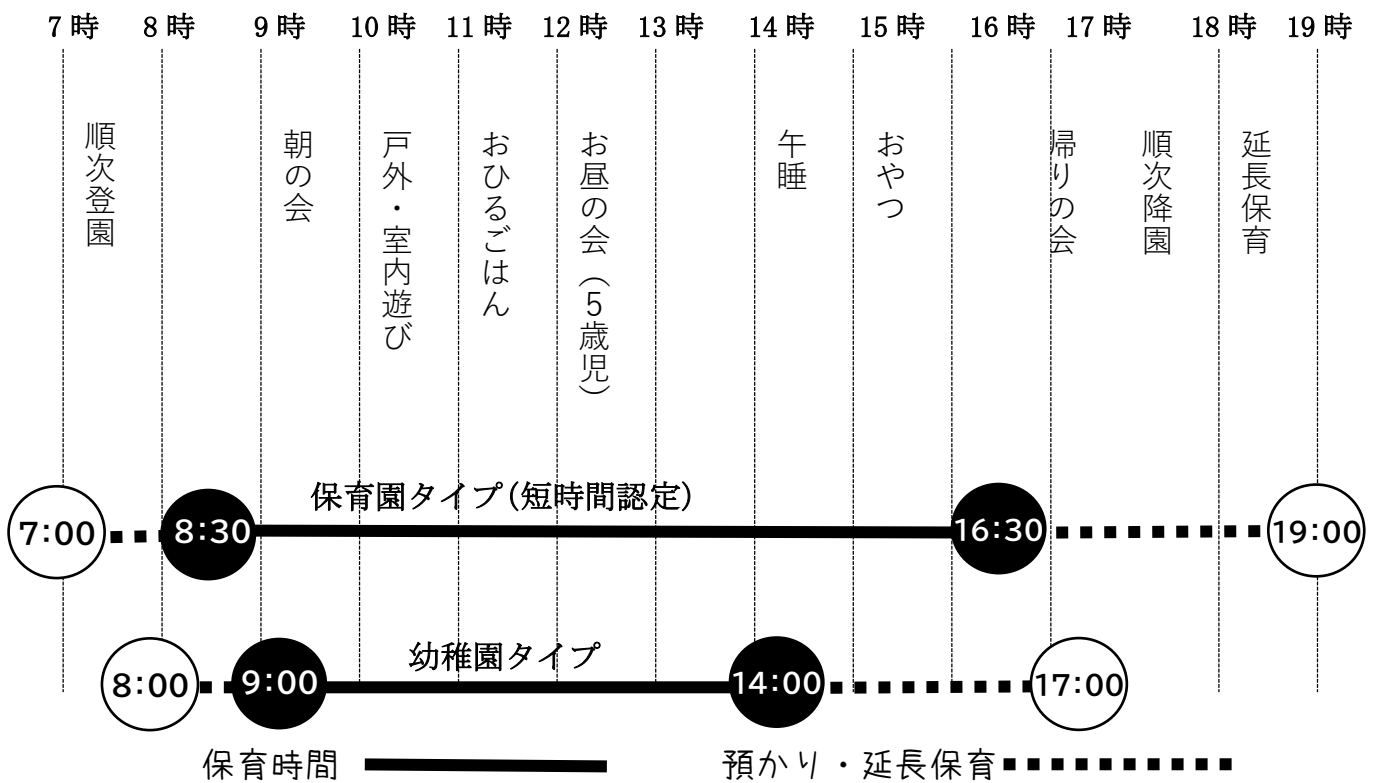 7時 8時 9時 10時 11時 12時 13時 14時 15時 16時 17時 18時 19時
順次登園
朝の会
戸外・室内遊び
おひるごはん
お昼の会（5歳児）
午睡
おやつ
帰りの会
順次降園
延長保育
保育園タイプ(短時間認定)
7:00 8:30 16:30 19:00
幼稚園タイプ
8:00 9:00 14:00 17:00
保育時間 預かり・延長保育